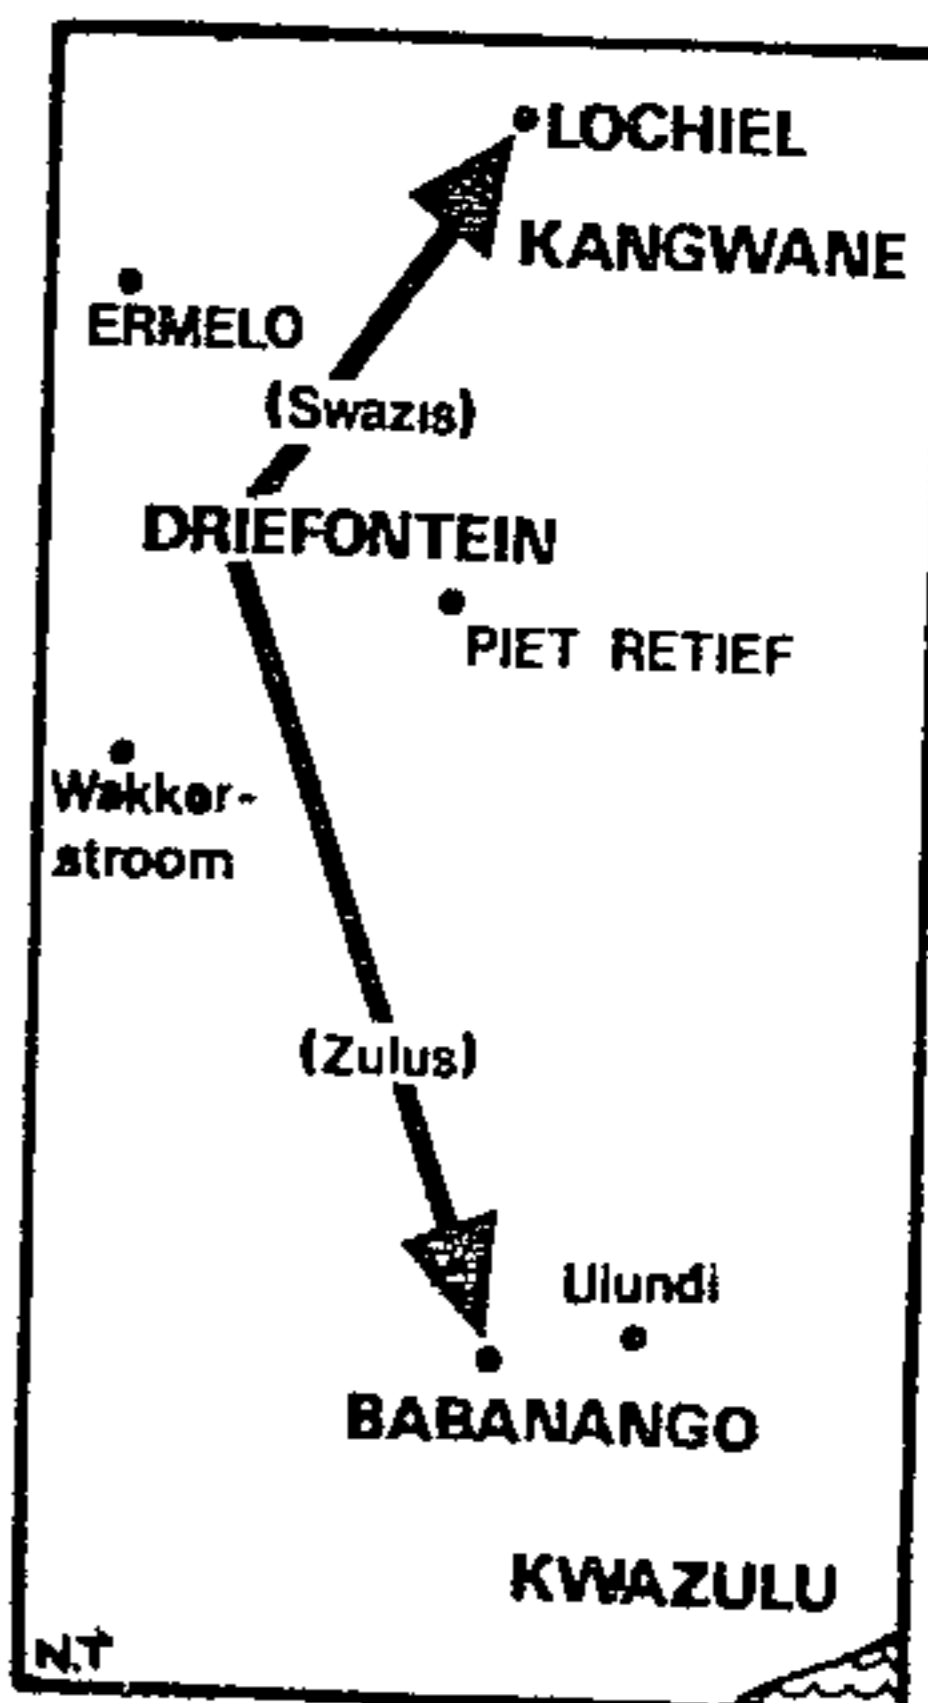 LOCHIEL
KANGWANE
ERMELO
(Swazis)
DRIEFONTEIN
PIET RETIEF
Wakker-
stroom
(Zulus)
Ulundi
BABANANGO
KWAZULU
N.T